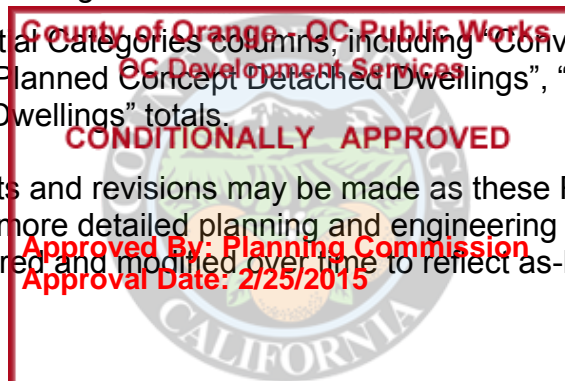 County of Orange - OC Public Works
tial Categories columns, including “Conv
OC Development Services
Planned Concept Detached Dwellings”, “
Dwellings” totals.
CONDITIONALLY APPROVED
ts and revisions may be made as these
more detailed planning and engineering
Approved By: Planning Commission
red and modified over time to reflect as-
Approval Date: 2/25/2015
CALIFORNIA